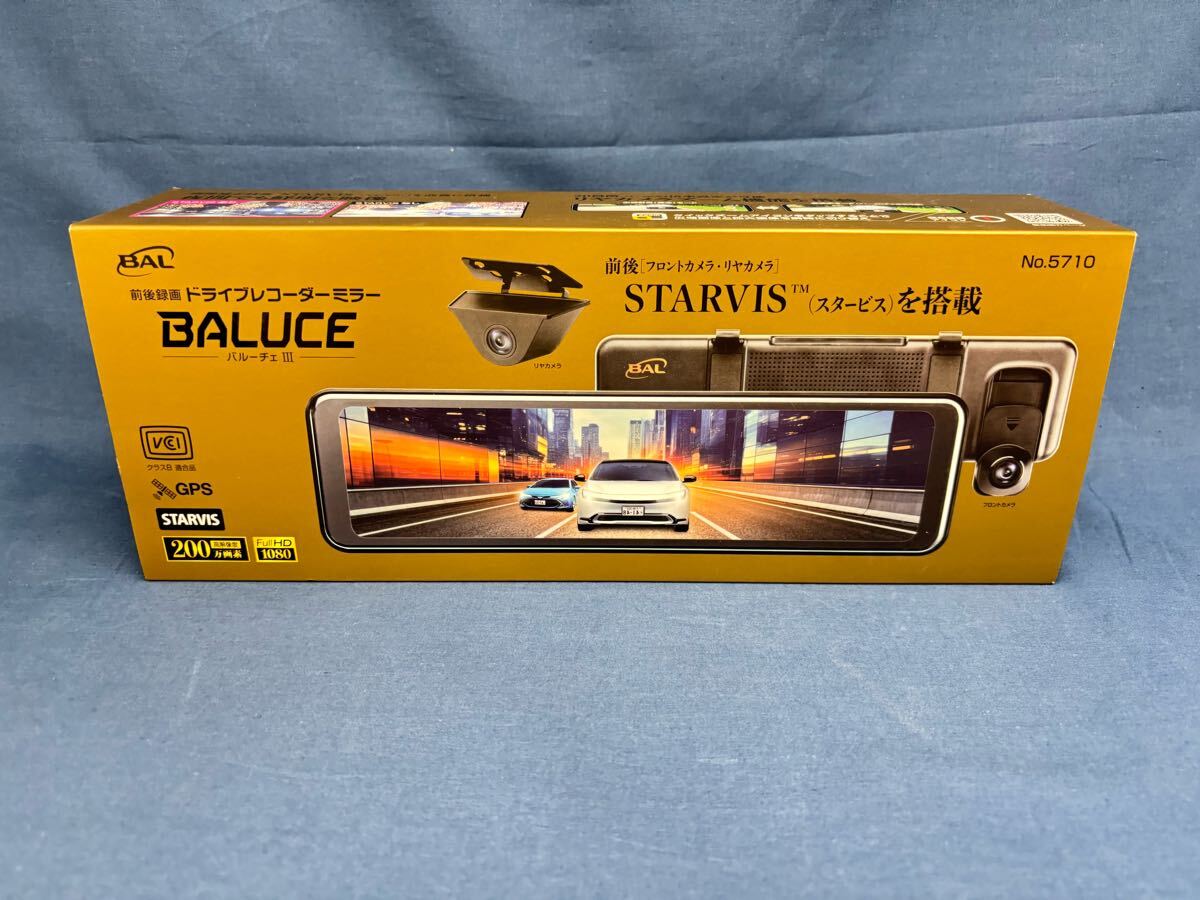 BAL
前後録画 ドライブレコーダーミラー
BALUCE
バルーチェ III
VCCI
クラスB 適合品
GPS
STARVIS
200 高解像度 万画素
Full HD 1080
リヤカメラ
前後[フロントカメラ・リヤカメラ]
STARVIS™(スタービス)を搭載
No.5710
BAL
フロントカメラ